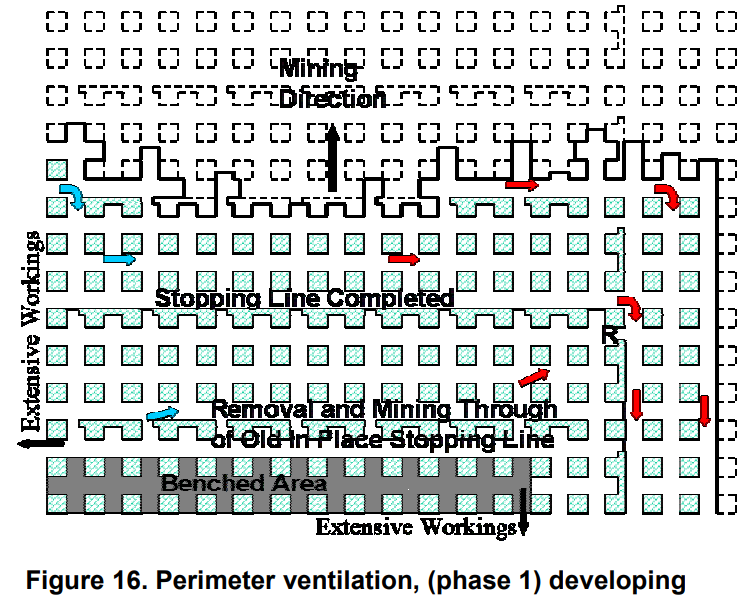 Mining
Direction
Extensive Workings
Stopping Line Completed
R
Removal and Mining Through
of Old In Place Stopping Line
Benched Area
Extensive Workings
Figure 16. Perimeter ventilation, (phase 1) developing